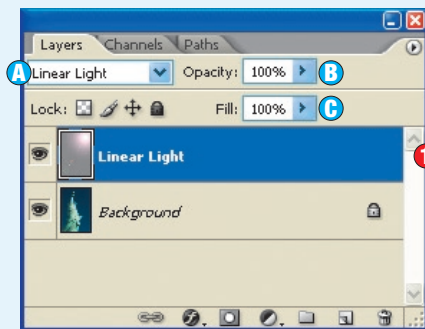 Layers Channels Paths
A Linear Light Opacity: 100% B
Lock: Fill: 100% C
Linear Light
Background